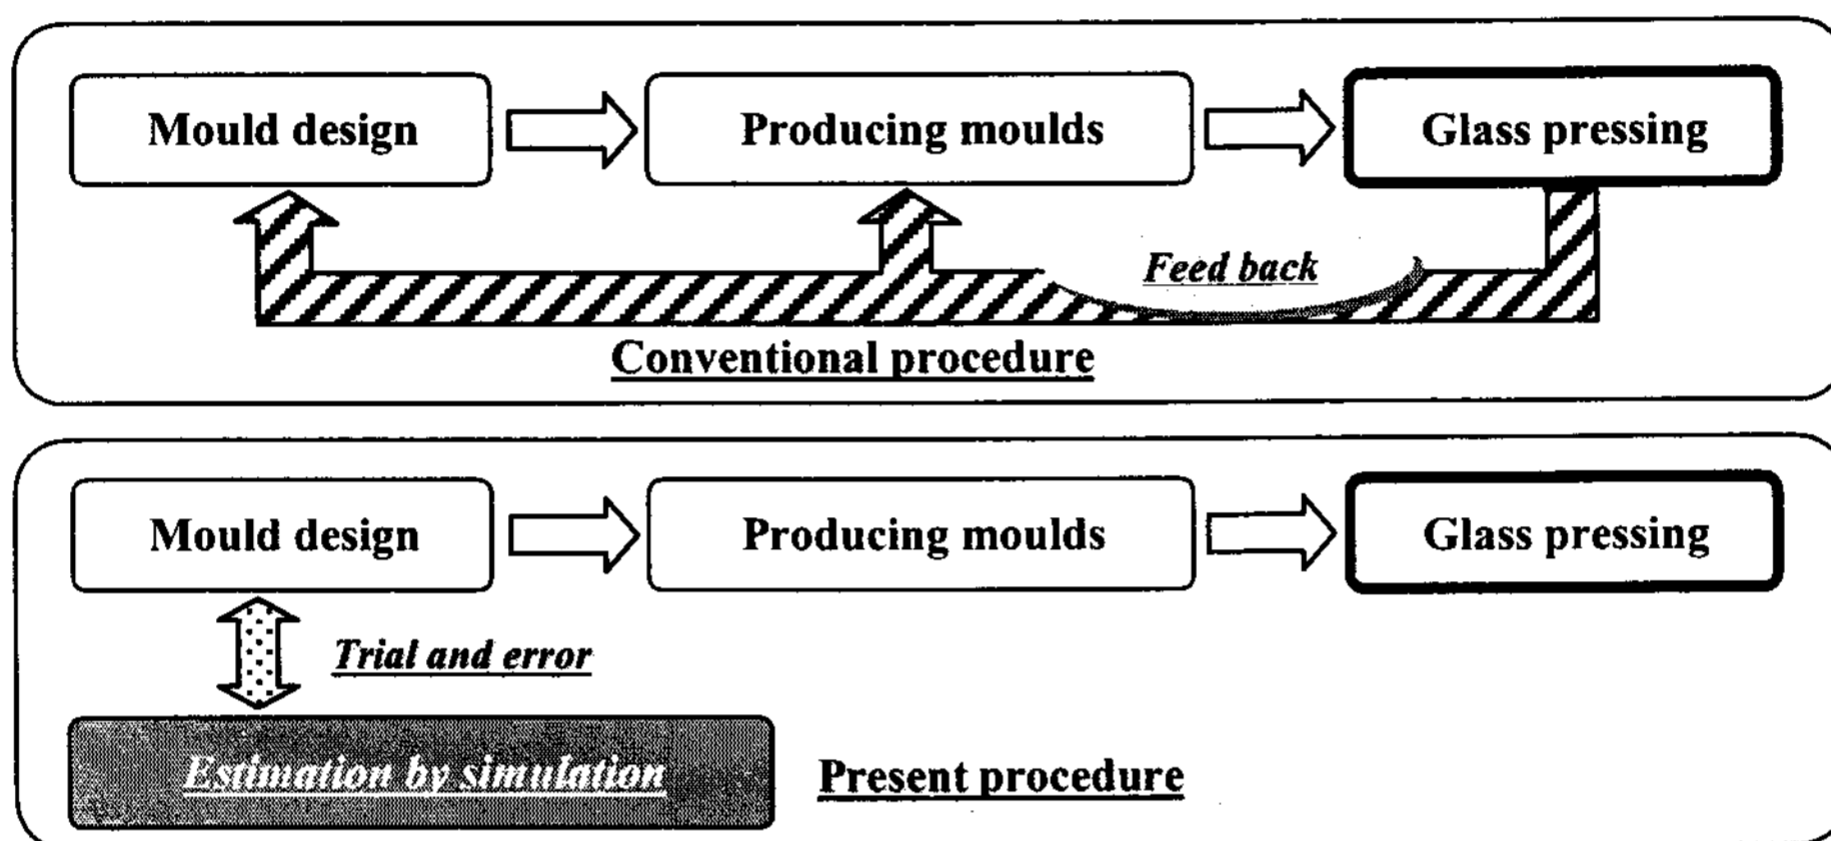 Mould design
Producing moulds
Glass pressing
Feed back
Conventional procedure
Mould design
Producing moulds
Glass pressing
Trial and error
Estimation by simulation
Present procedure